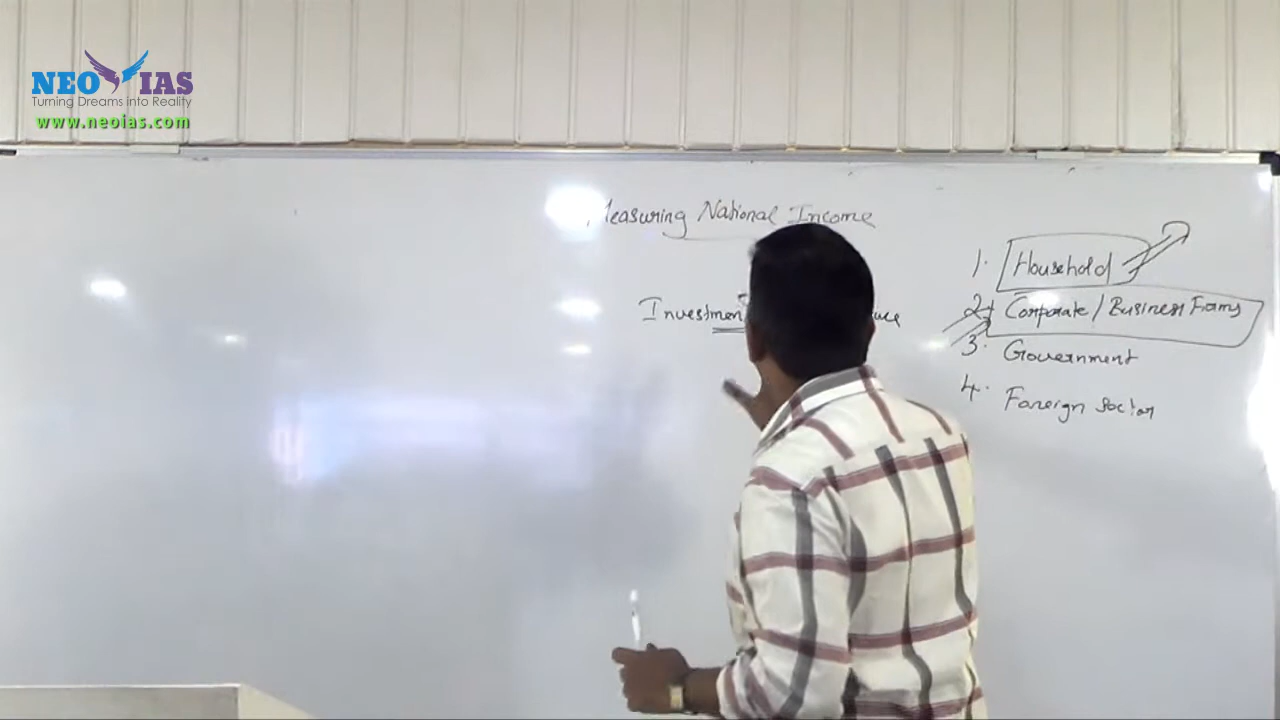 NEO IAS
Turning Dreams into Reality
www.neoias.com
Measuring National Income
Investmen
1. Household
2. Corporate / Business Firms
3. Government
4. Foreign Sector